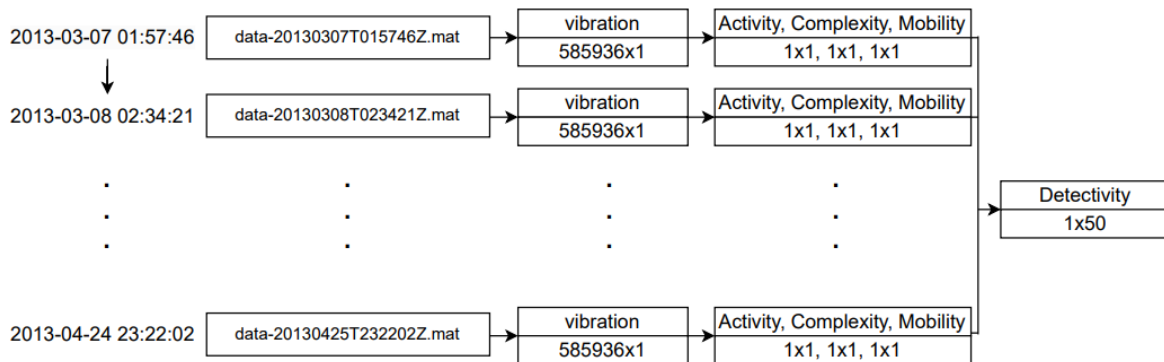 2013-03-07 01:57:46
data-20130307T015746Z.mat
vibration
585936x1
Activity, Complexity, Mobility
1x1, 1x1, 1x1
2013-03-08 02:34:21
data-20130308T023421Z.mat
vibration
585936x1
Activity, Complexity, Mobility
1x1, 1x1, 1x1
Detectivity
1x50
2013-04-24 23:22:02
data-20130425T232202Z.mat
vibration
585936x1
Activity, Complexity, Mobility
1x1, 1x1, 1x1